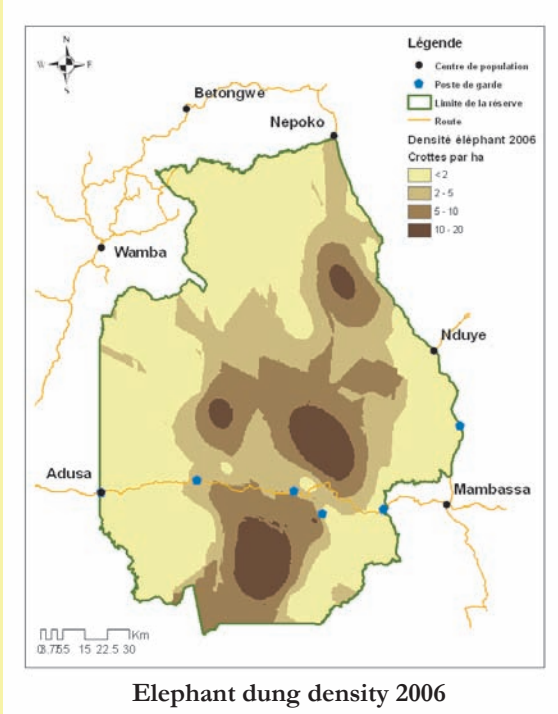 N
W E
S
Légende
Centre de population
Poste de garde
Limite de la réserve
Route
Densité éléphant 2006
Crottes par ha
< 2
2 - 5
5 - 10
10 - 20
Betongwe
Nepoko
Wamba
Nduye
Adusa
Mambassa
Km
15 22.5 30
Elephant dung density 2006